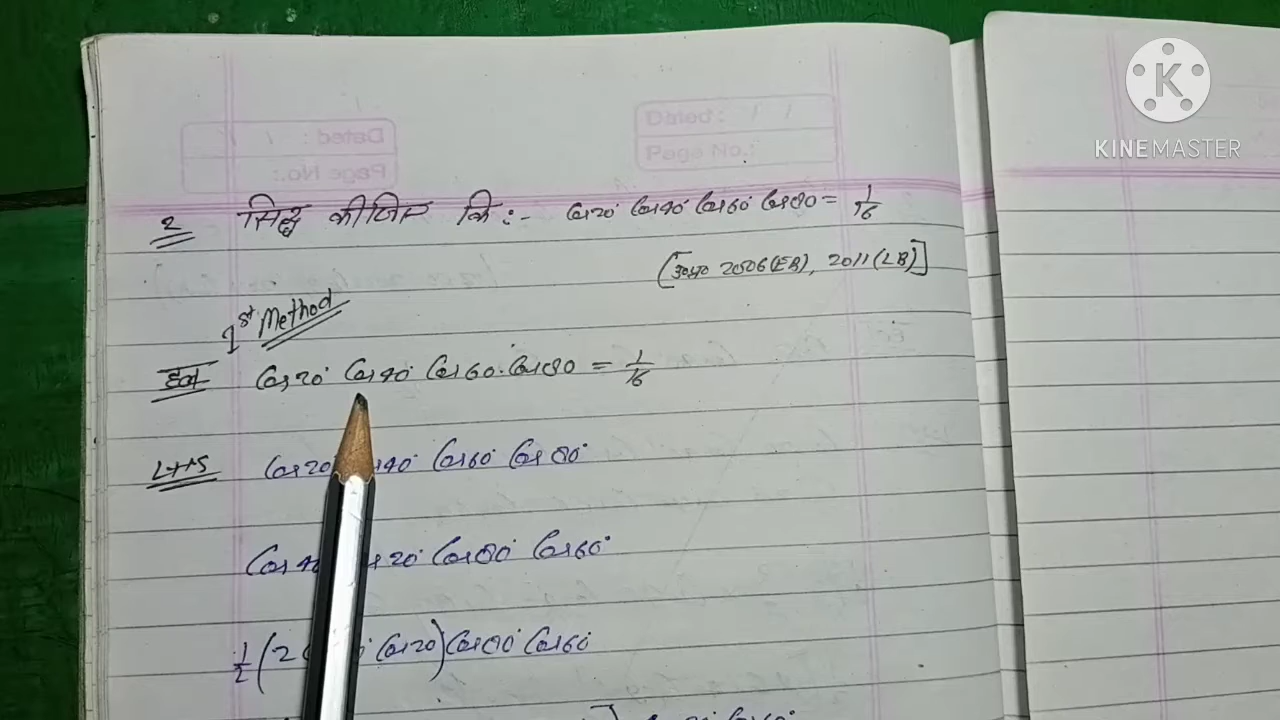 Dated :
Page No.:
Dated : / /
Page No.:
KINEMASTER
2 सिद्ध कीजिए कि :- cos20° cos40° cos60° cos80° = 1/16
[उ०प्र० 2006(EB), 2011(LB)]
1st Method
हल cos20° cos40° cos60°.cos80 = 1/16
LHS cos20° cos40° cos60° cos80°
cos40° cos20° cos80° cos60°
1/2 (2 cos20) cos80° cos60°